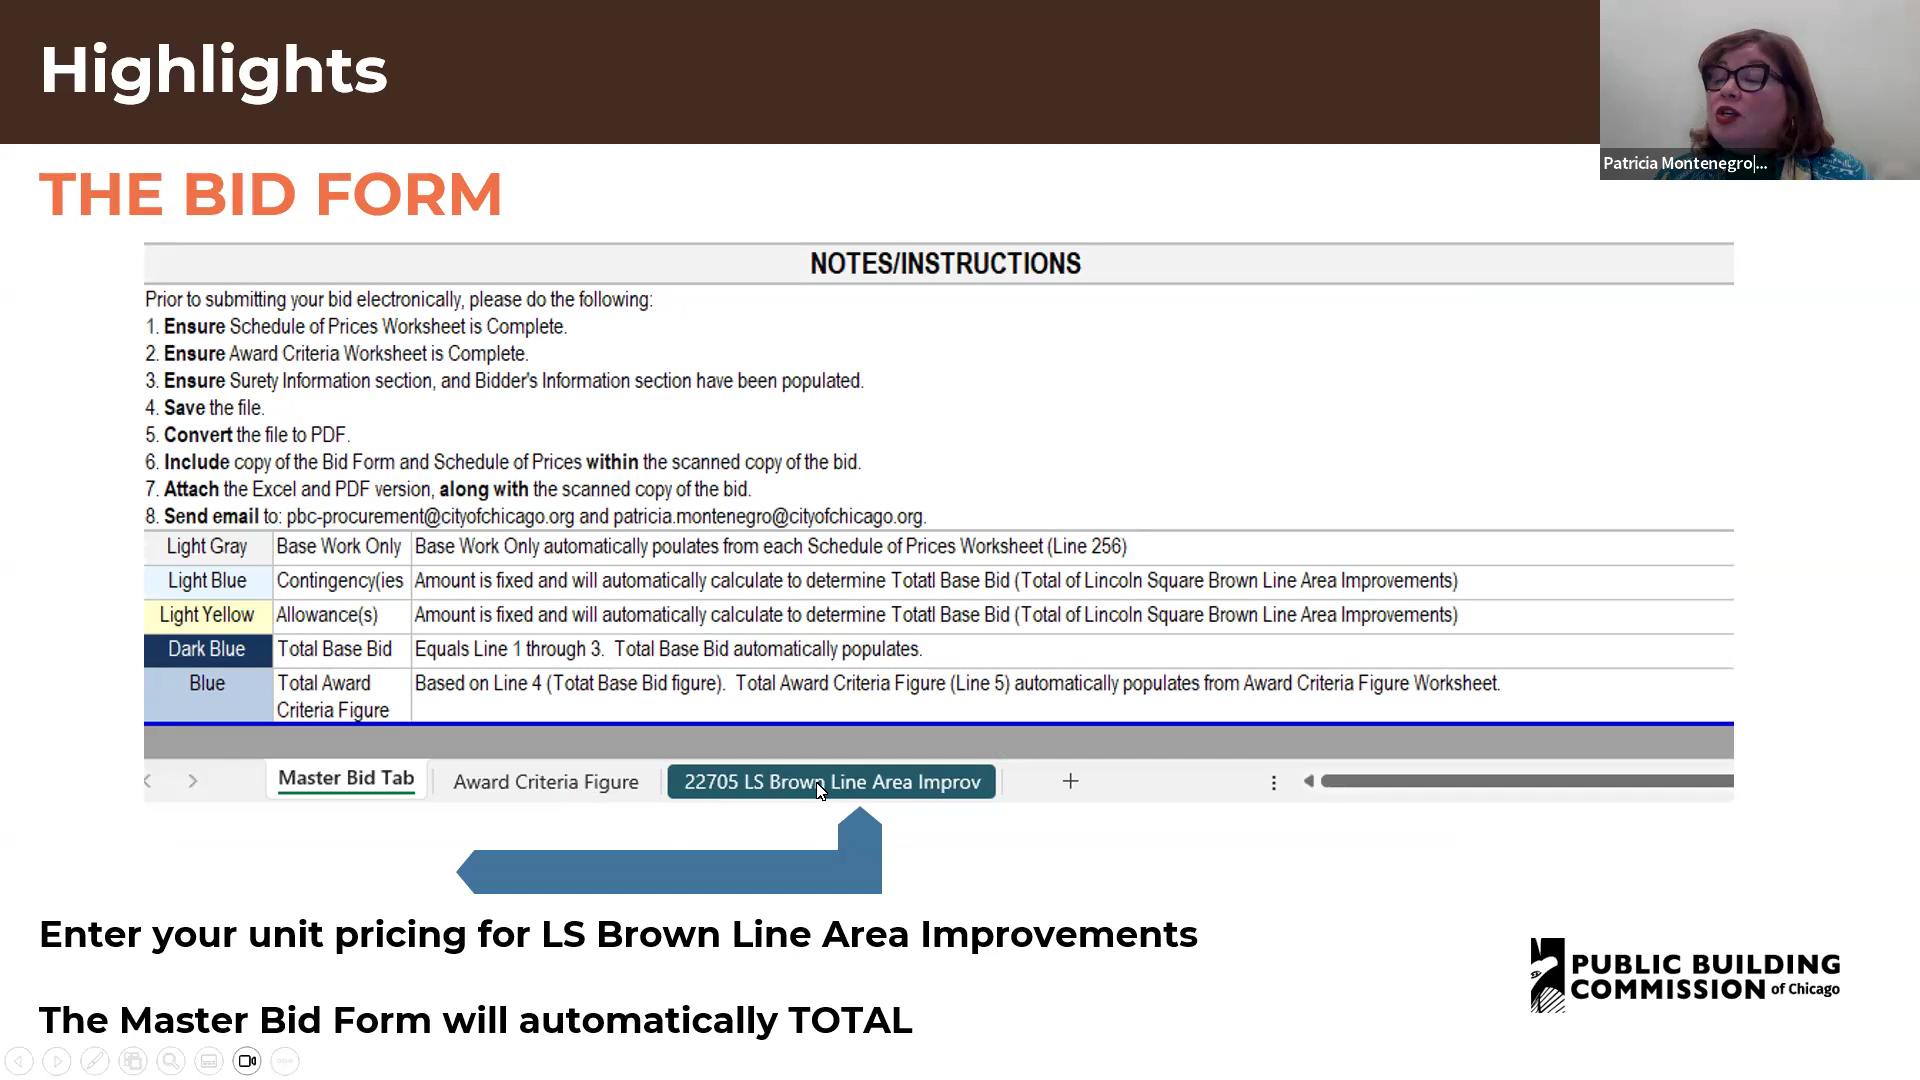 Highlights
Patricia Montenegro|...
THE BID FORM
NOTES/INSTRUCTIONS
Prior to submitting your bid electronically, please do the following:
1. Ensure Schedule of Prices Worksheet is Complete.
2. Ensure Award Criteria Worksheet is Complete.
3. Ensure Surety Information section, and Bidder's Information section have been populated.
4. Save the file.
5. Convert the file to PDF.
6. Include copy of the Bid Form and Schedule of Prices within the scanned copy of the bid.
7. Attach the Excel and PDF version, along with the scanned copy of the bid.
8. Send email to: pbc-procurement@cityofchicago.org and patricia.montenegro@cityofchicago.org.
Light Gray Base Work Only Base Work Only automatically poulates from each Schedule of Prices Worksheet (Line 256)
Light Blue Contingency(ies Amount is fixed and will automatically calculate to determine Totatl Base Bid (Total of Lincoln Square Brown Line Area Improvements)
Light Yellow Allowance(s) Amount is fixed and will automatically calculate to determine Totatl Base Bid (Total of Lincoln Square Brown Line Area Improvements)
Dark Blue Total Base Bid Equals Line 1 through 3. Total Base Bid automatically populates.
Blue Total Award Based on Line 4 (Totat Base Bid figure). Total Award Criteria Figure (Line 5) automatically populates from Award Criteria Figure Worksheet.
Criteria Figure
Master Bid Tab Award Criteria Figure 22705 LS Brown Line Area Improv
Enter your unit pricing for LS Brown Line Area Improvements
PUBLIC BUILDING
COMMISSION of Chicago
The Master Bid Form will automatically TOTAL